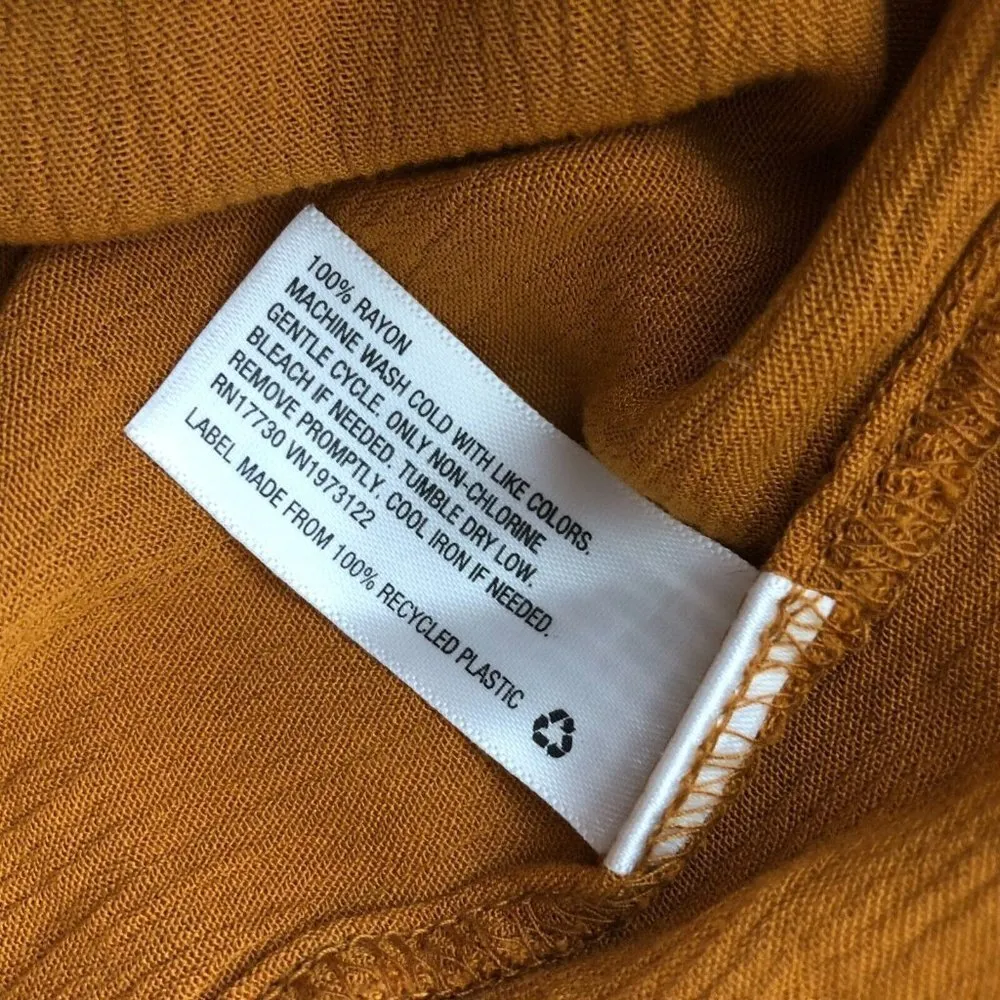 100% RAYON
MACHINE WASH COLD WITH LIKE COLORS.
GENTLE CYCLE. ONLY NON-CHLORINE
BLEACH IF NEEDED. TUMBLE DRY LOW.
REMOVE PROMPTLY. COOL IRON IF NEEDED.
RN17730 VN1973122
LABEL MADE FROM 100% RECYCLED PLASTIC